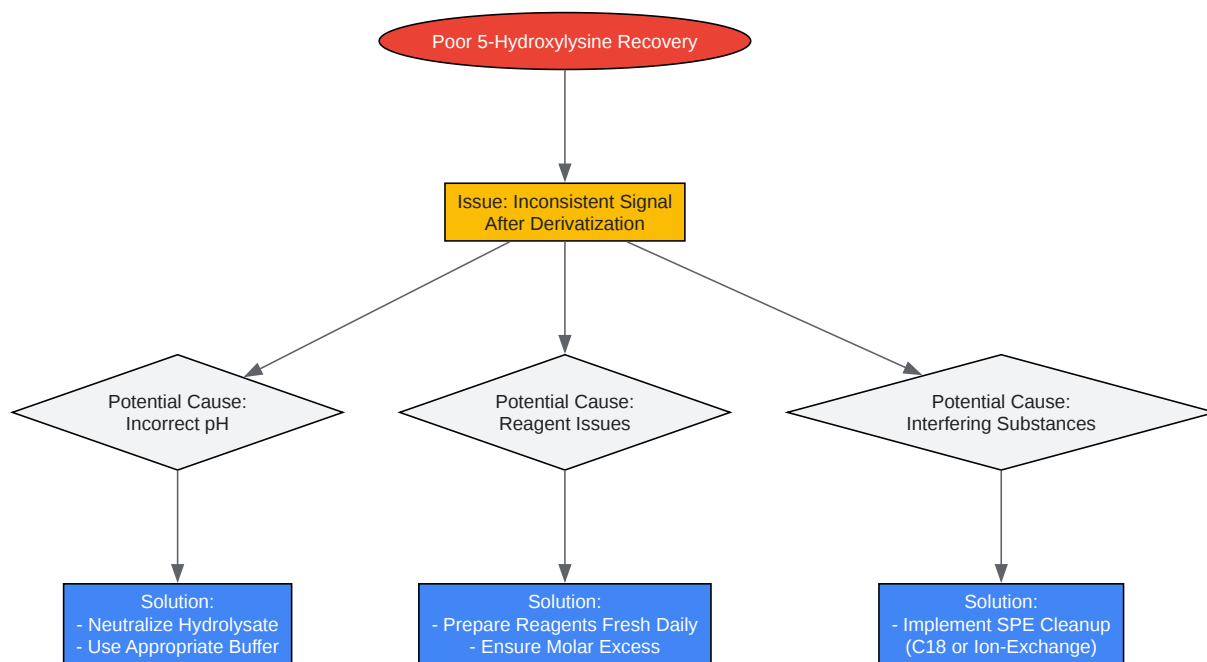 Poor 5-Hydroxylysine Recovery
Issue: Inconsistent Signal
After Derivatization
Potential Cause:
Incorrect pH
Potential Cause:
Reagent Issues
Potential Cause:
Interfering Substances
Solution:
- Neutralize Hydrolysate
- Use Appropriate Buffer
Solution:
- Prepare Reagents Fresh Daily
- Ensure Molar Excess
Solution:
- Implement SPE Cleanup
(C18 or Ion-Exchange)